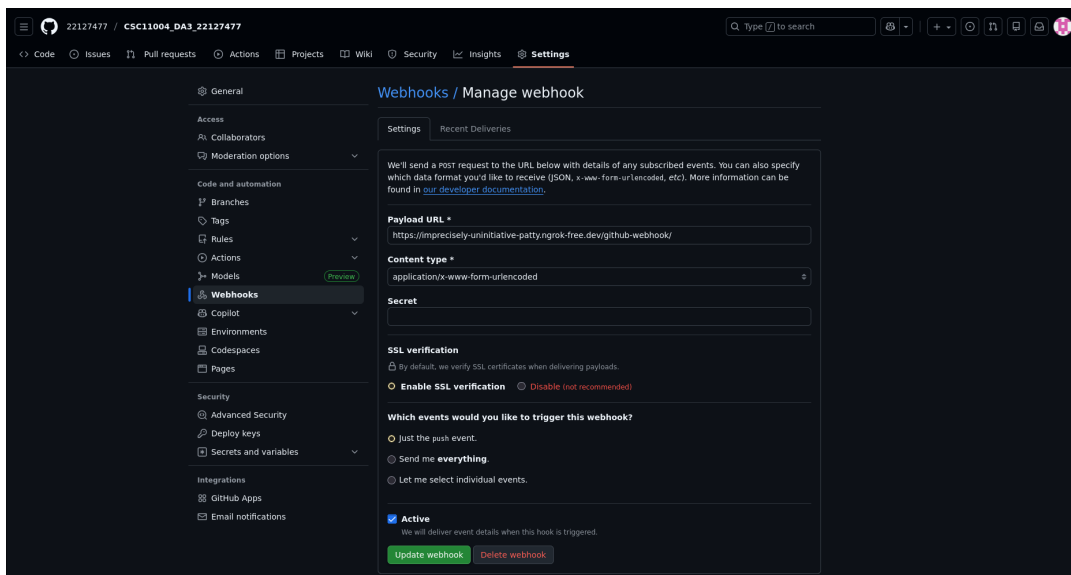 22127477 / CSC11004_DA3_22127477
Type / to search
Code Issues Pull requests Actions Projects Wiki Security Insights Settings
General
Access
Collaborators
Moderation options
Code and automation
Branches
Tags
Rules
Actions
Models Preview
Webhooks
Copilot
Environments
Codespaces
Pages
Security
Advanced Security
Deploy keys
Secrets and variables
Integrations
GitHub Apps
Email notifications
Webhooks / Manage webhook
Settings Recent Deliveries
We'll send a POST request to the URL below with details of any subscribed events. You can also specify
which data format you'd like to receive (JSON, x-www-form-urlencoded, etc). More information can be
found in our developer documentation.
Payload URL *
https://imprecisely-uninitiative-patty.ngrok-free.dev/github-webhook/
Content type *
application/x-www-form-urlencoded
Secret
SSL verification
By default, we verify SSL certificates when delivering payloads.
Enable SSL verification Disable (not recommended)
Which events would you like to trigger this webhook?
Just the push event.
Send me everything.
Let me select individual events.
Active
We will deliver event details when this hook is triggered.
Update webhook Delete webhook